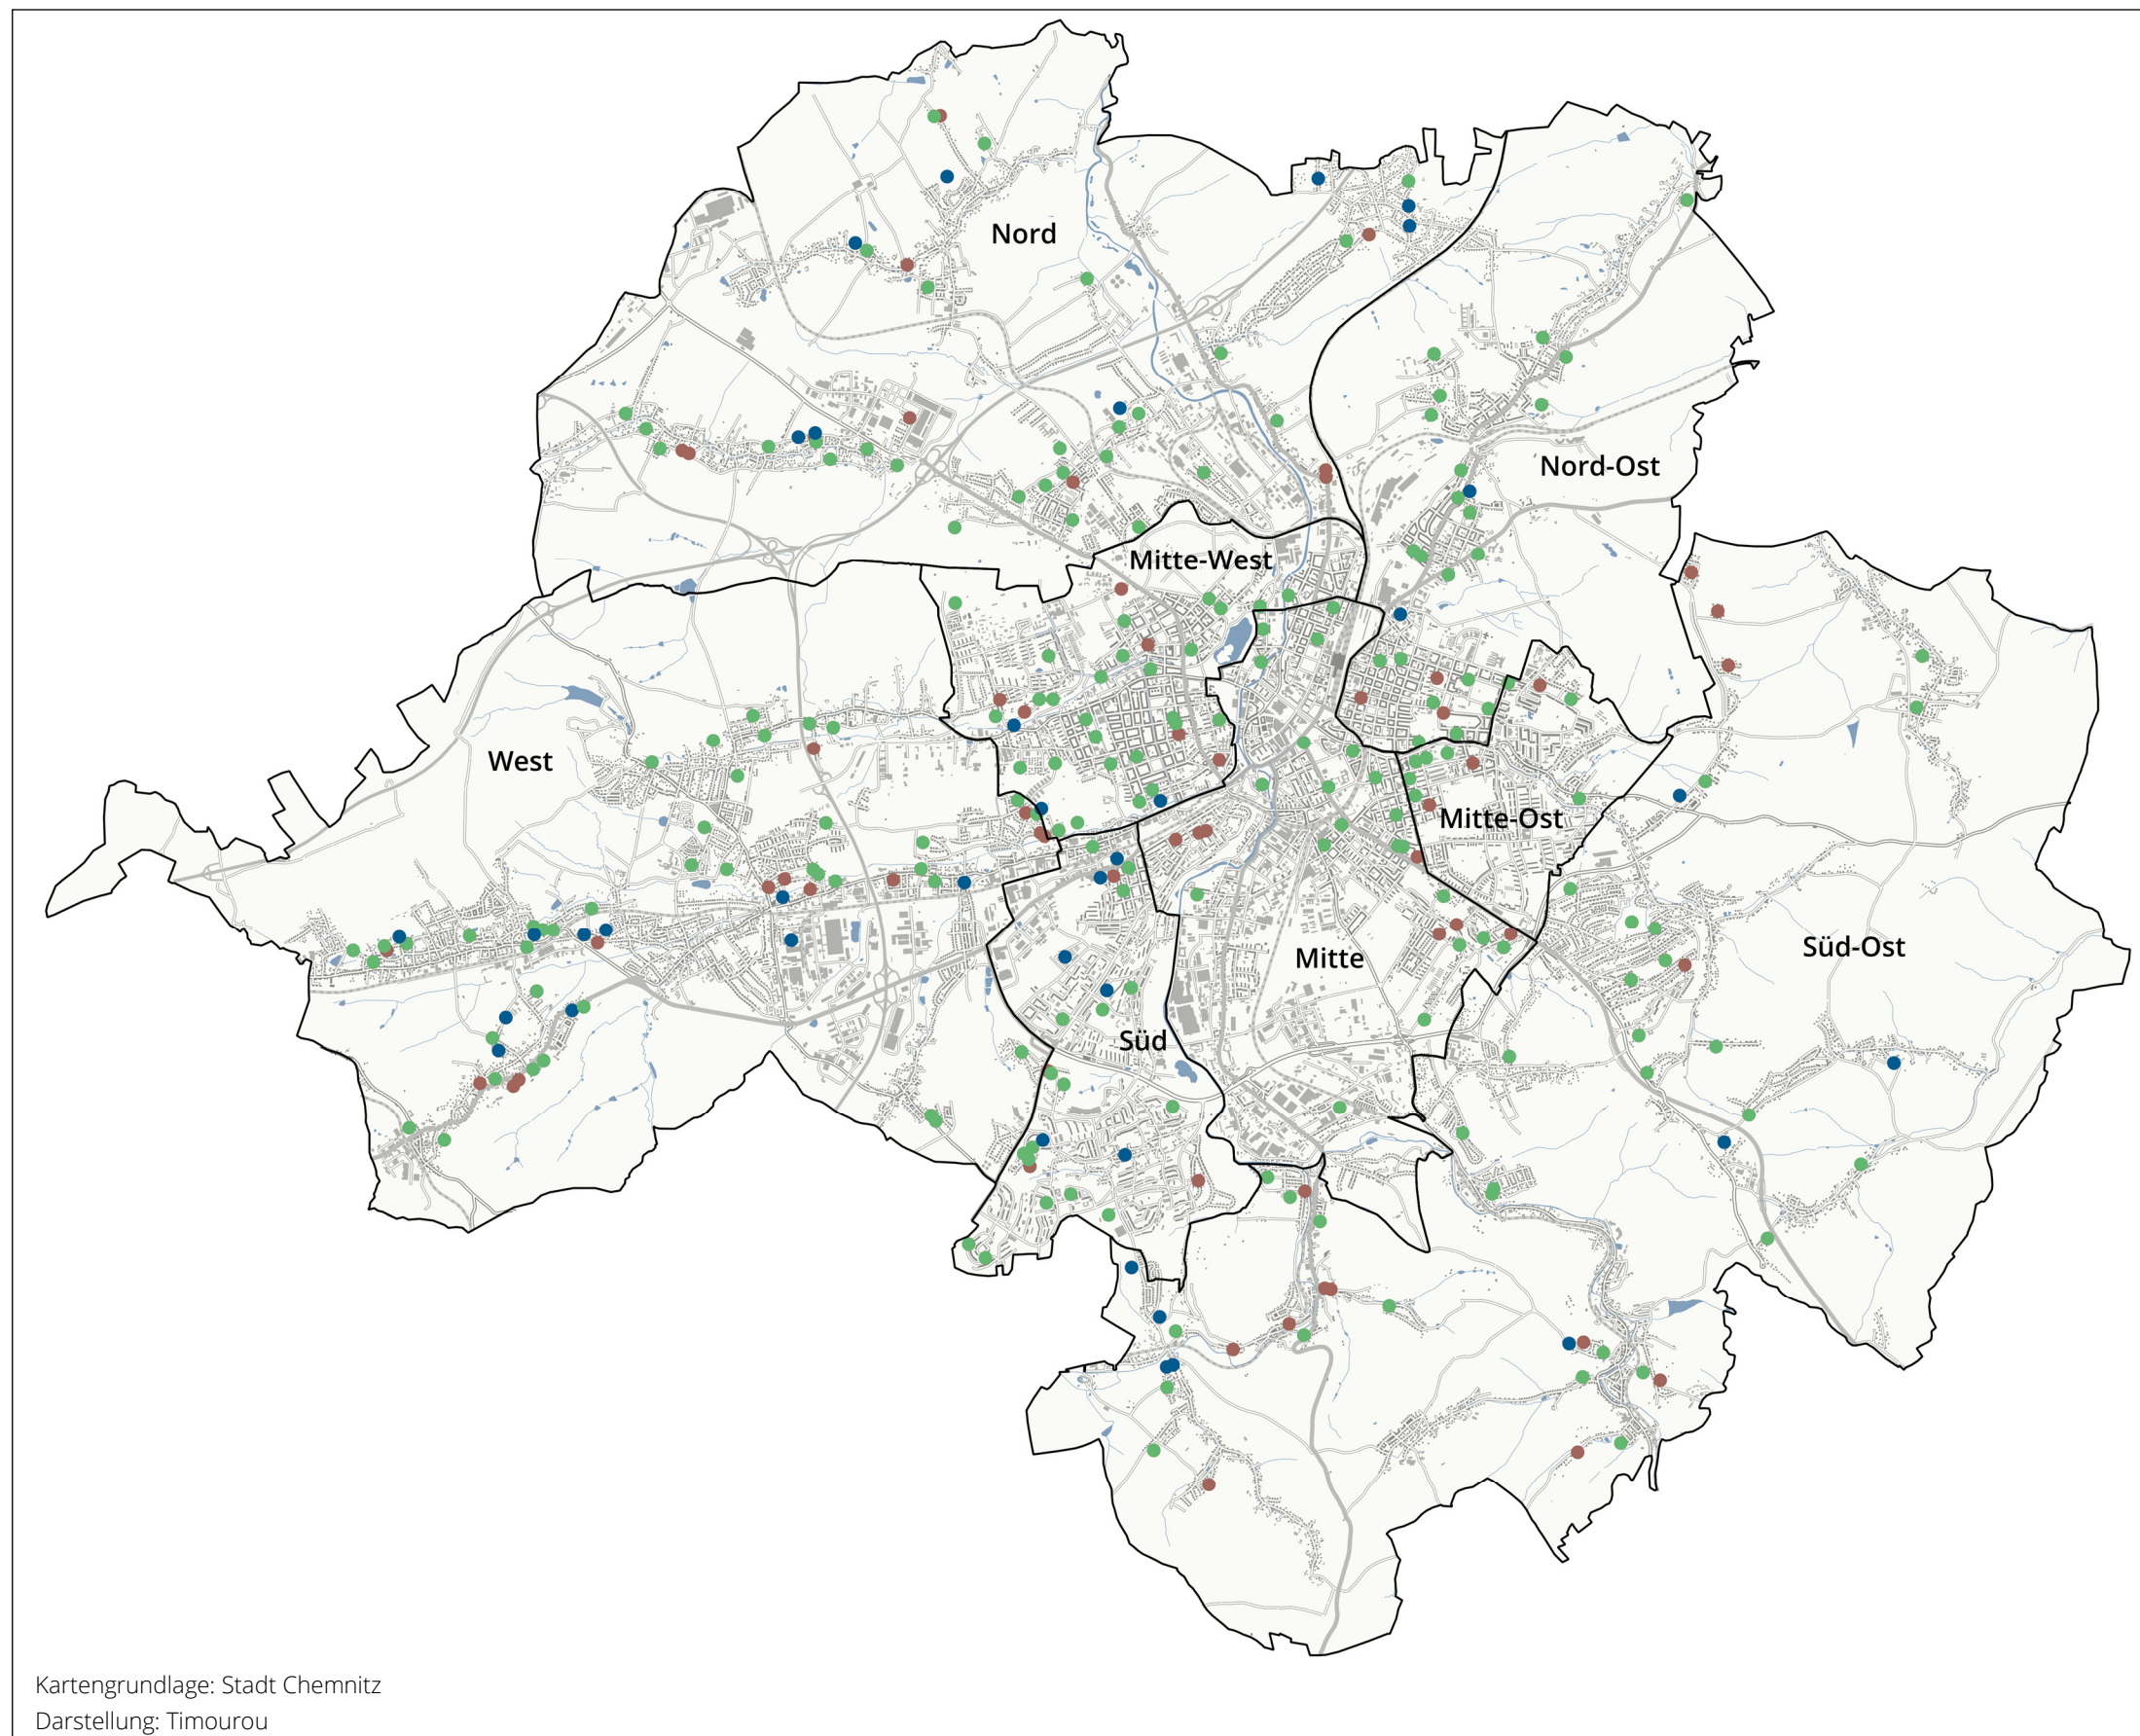 Nord
Nord-Ost
Mitte-West
West
Mitte-Ost
Süd-Ost
Mitte
Süd
Kartengrundlage: Stadt Chemnitz
Darstellung: Timourou